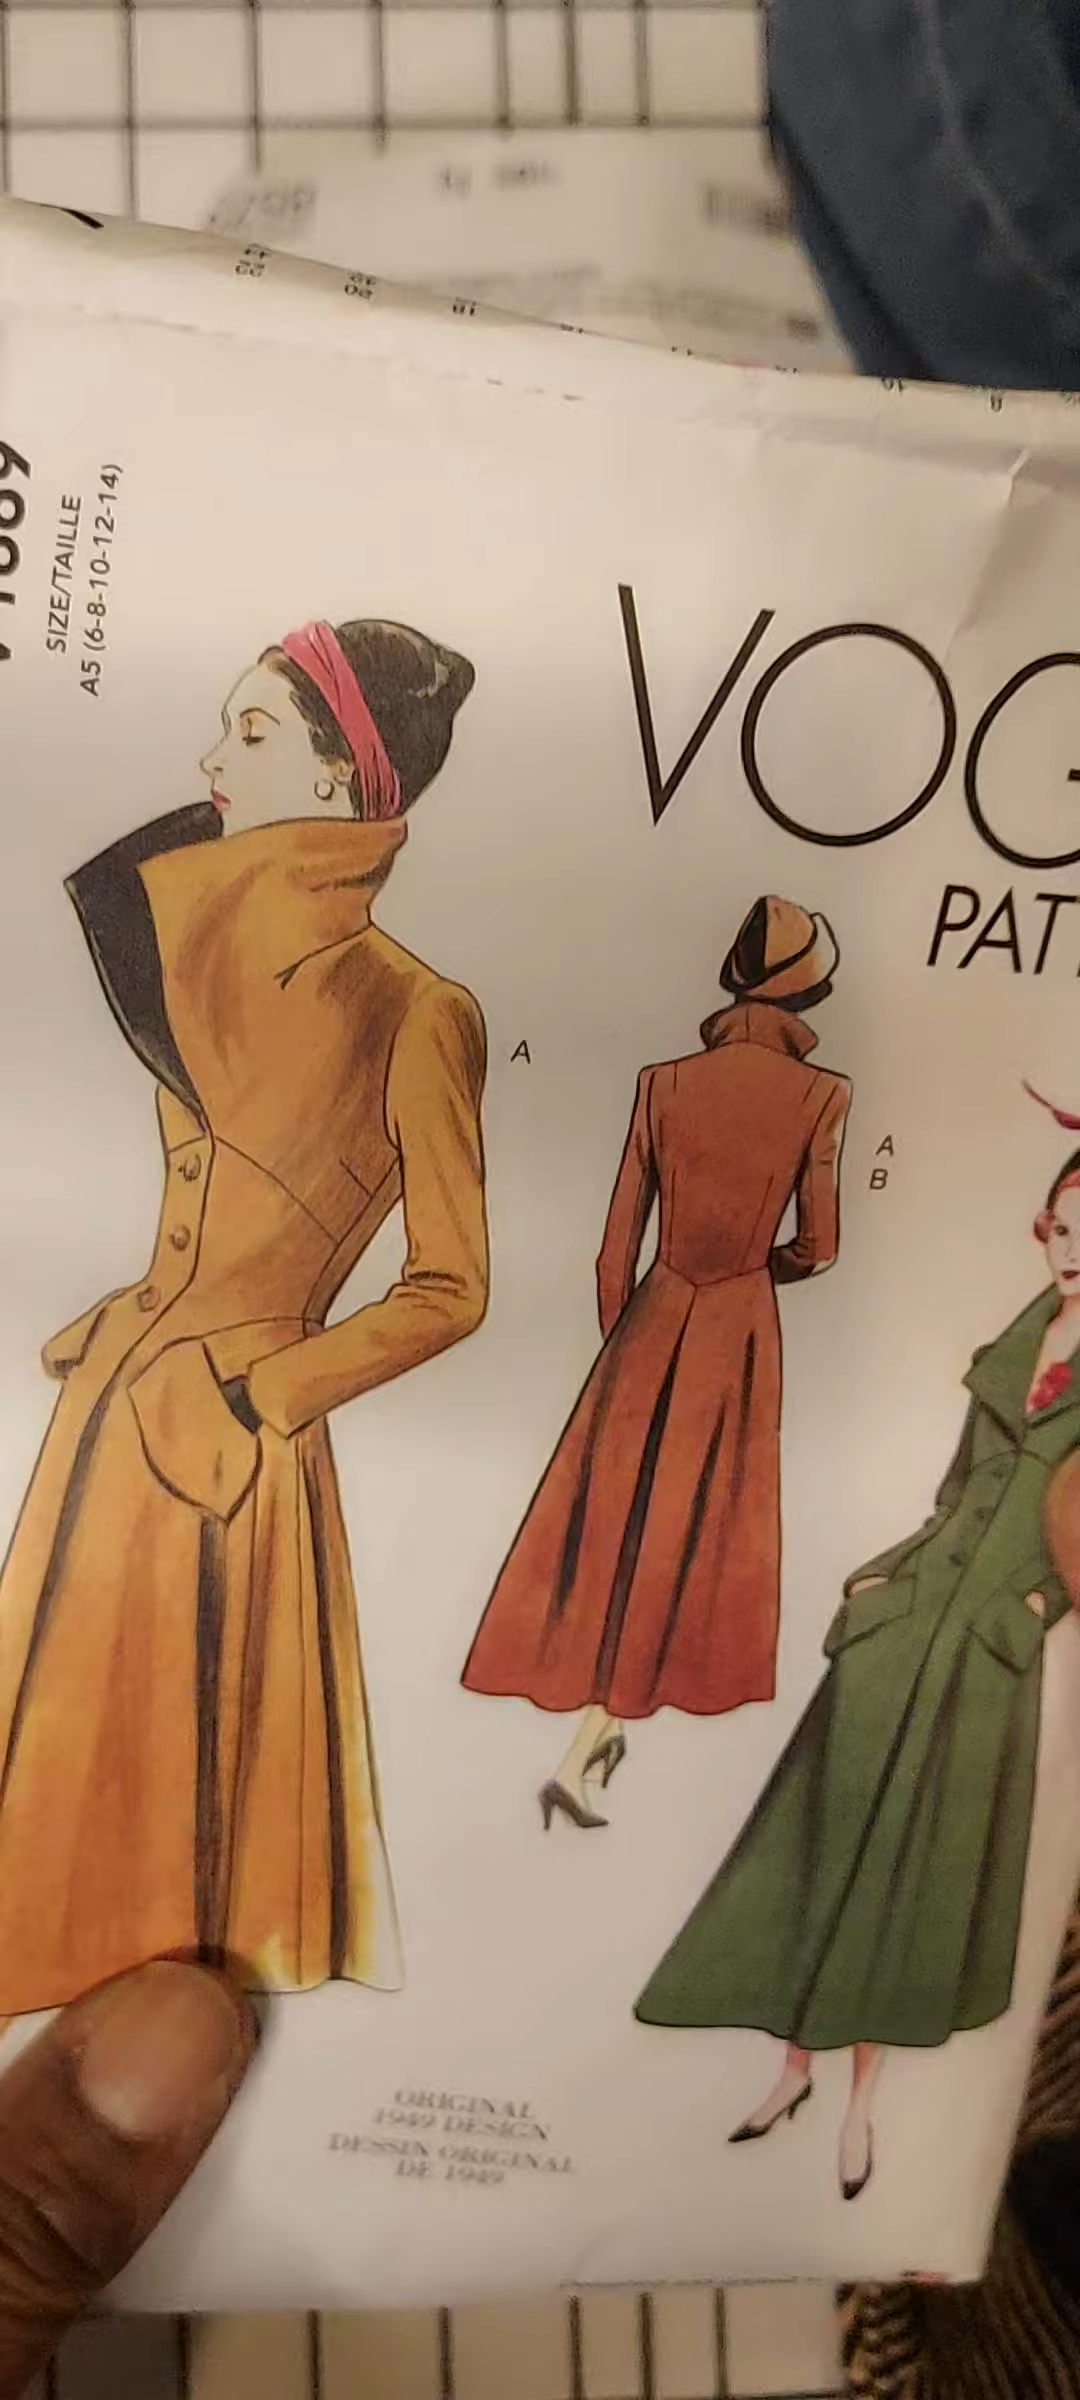 SIZE/TAILLE
A5 (6-8-10-12-14)
VOG
PAT
A
A
B
ORIGINAL
1949 DESIGN
DESSIN ORIGINAL
DE 1949